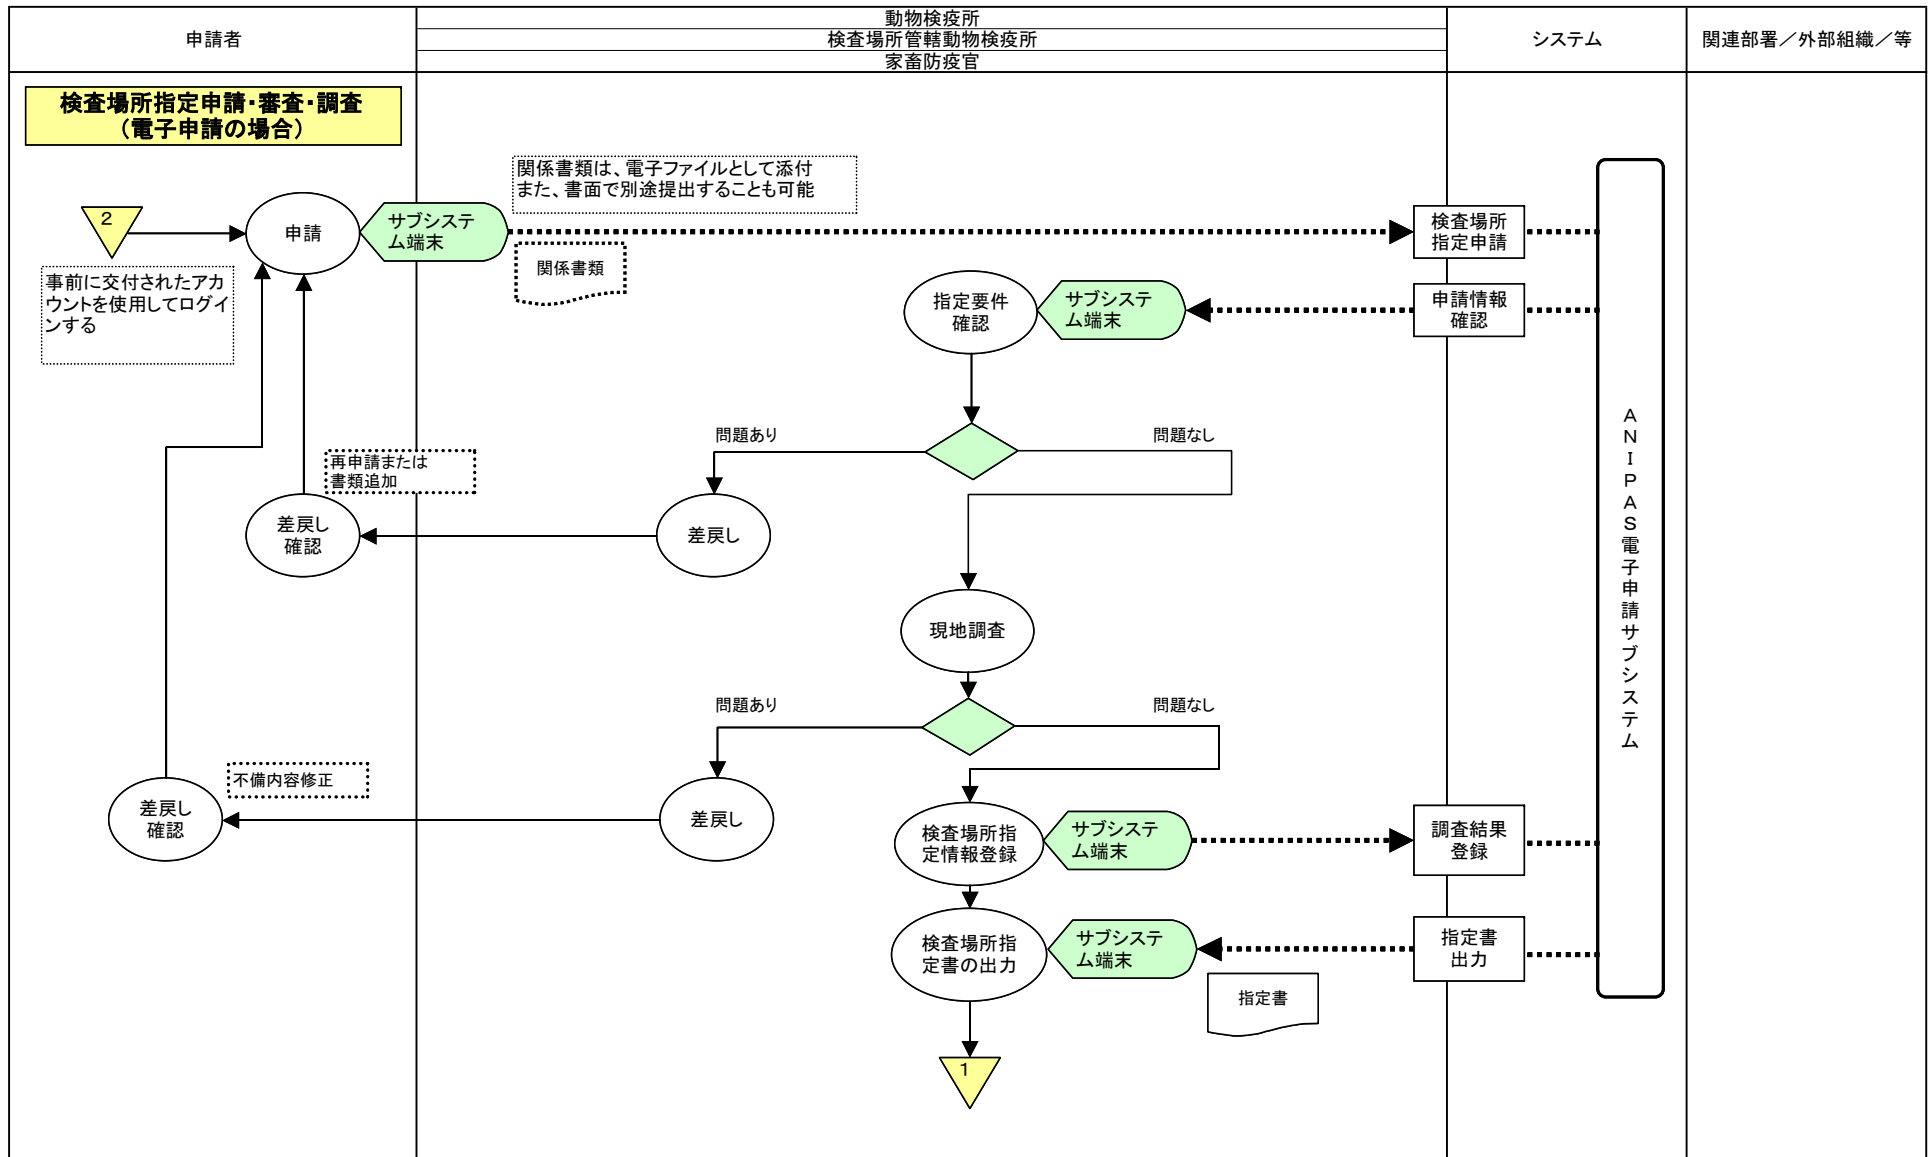 申請者
動物検疫所
検査場所管轄動物検疫所
家畜防疫官
システム
関連部署／外部組織／等
検査場所指定申請・審査・調査
（電子申請の場合）
関係書類は、電子ファイルとして添付
また、書面で別途提出することも可能
2
申請
サブシステ
ム端末
検査場所
指定申請
関係書類
事前に交付されたアカ
ウントを使用してログイ
ンする
指定要件
確認
サブシステ
ム端末
申請情報
確認
ANIPAS電子申請サブシステム
問題あり
問題なし
再申請または
書類追加
差戻し
確認
差戻し
現地調査
問題あり
問題なし
不備内容修正
差戻し
確認
差戻し
検査場所指
定情報登録
サブシステ
ム端末
調査結果
登録
検査場所指
定書の出力
サブシステ
ム端末
指定書
出力
指定書
1